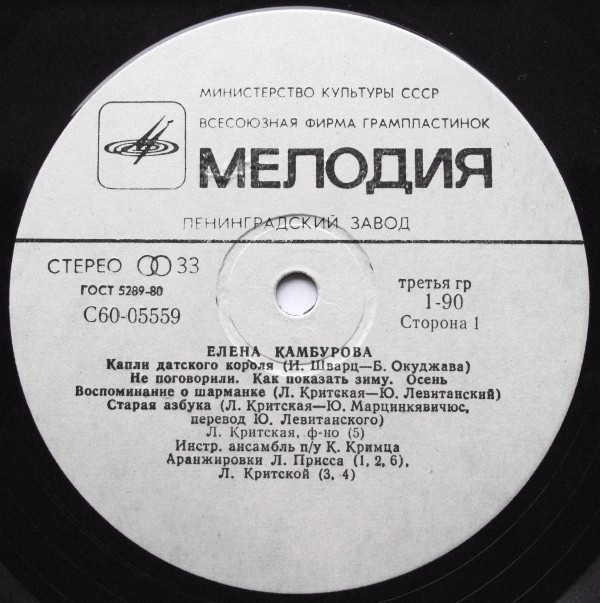 МИНИСТЕРСТВО КУЛЬТУРЫ СССР
ВСЕСОЮЗНАЯ ФИРМА ГРАМПЛАСТИНОК
МЕЛОДИЯ
ЛЕНИНГРАДСКИЙ ЗАВОД
СТЕРЕО 33
ГОСТ 5289-80
С60-05559
третья гр
1-90
Сторона 1
ЕЛЕНА КАМБУРОВА
Капли датского короля (И. Шварц—Б. Окуджава)
Не поговорили. Как показать зиму. Осень
Воспоминание о шарманке (Л. Критская—Ю. Левитанский)
Старая азбука (Л. Критская—Ю. Марцинкявичюс,
перевод Ю. Левитанского)
Л. Критская, ф-но (5)
Инстр. ансамбль п/у К. Кримца
Аранжировки Л. Присса (1, 2, 6),
Л. Критской (3, 4)